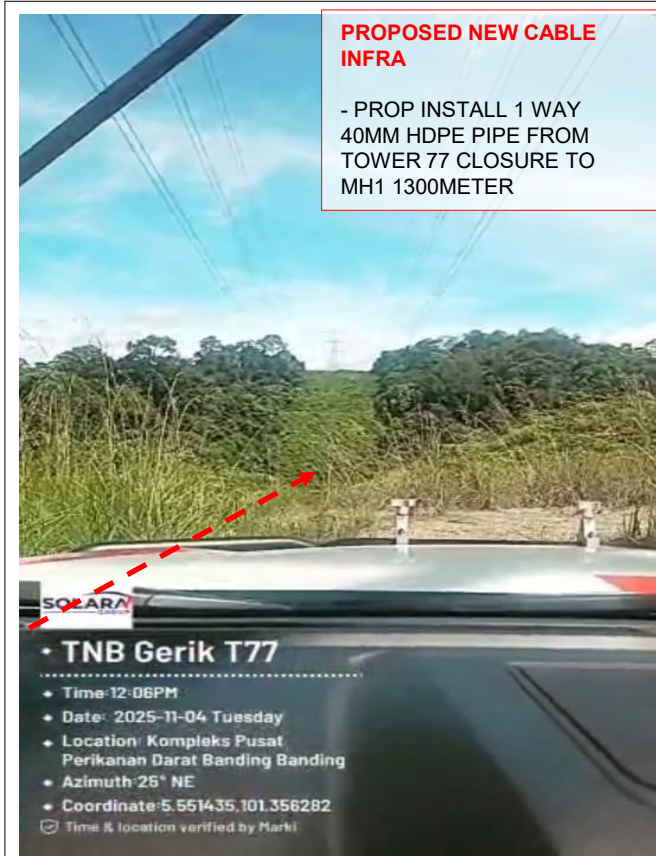 PROPOSED NEW CABLE
INFRA
- PROP INSTALL 1 WAY
40MM HDPE PIPE FROM
TOWER 77 CLOSURE TO
MH1 1300METER
SOLARA
GROUP
• TNB Gerik T77
Time:12:06PM
Date: 2025-11-04 Tuesday
Location: Kompleks Pusat
Perikanan Darat Banding Banding
Azimuth:26° NE
Coordinate:5.551435,101.356282
Time & location verified by Marki